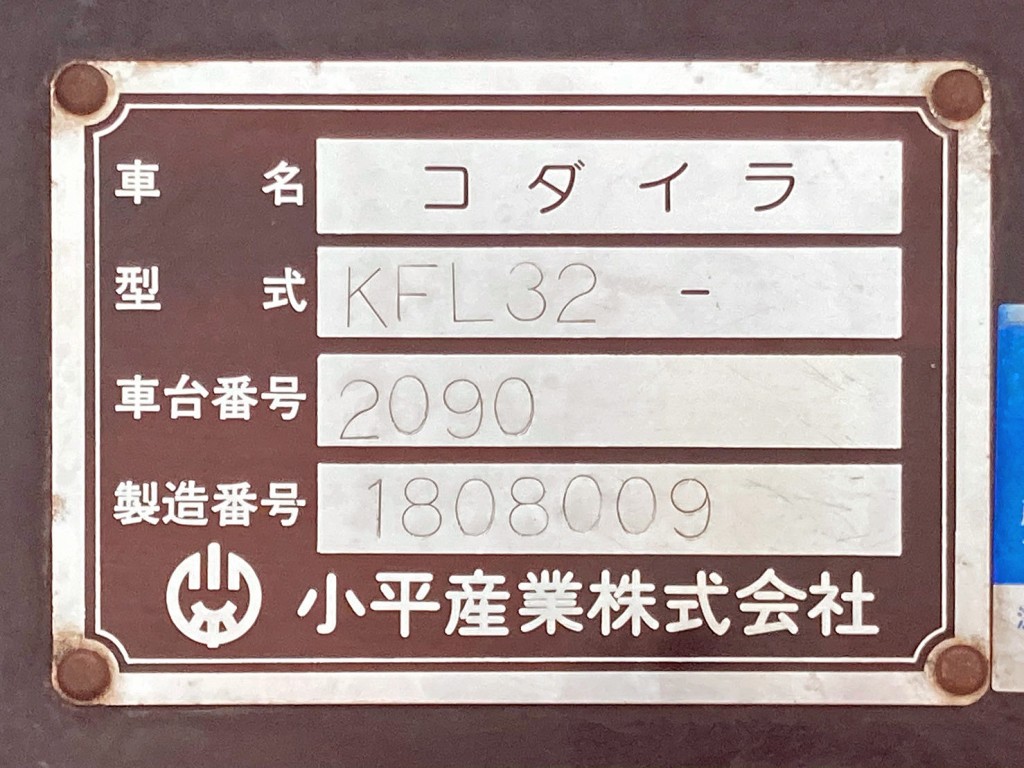 車名 コダイラ
型式 KFL32 -
車台番号 2090
製造番号 1808009
小平産業株式会社